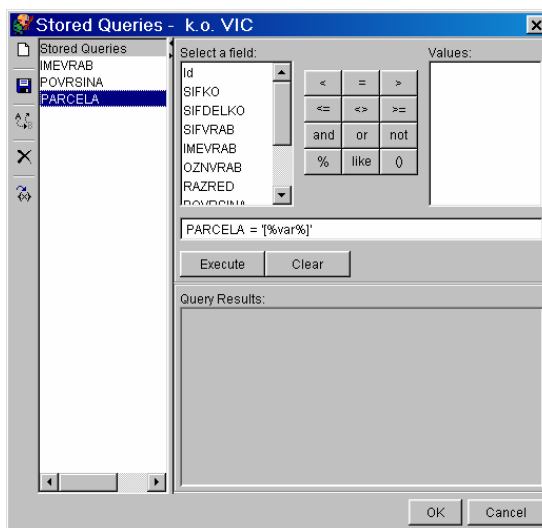 Stored Queries - k.o. VIC
Stored Queries
IMEVRAB
POVRSINA
PARCELA
Select a field:
Id
SIFKO
SIFDELKO
SIFVRAB
IMEVRAB
OZNVRAB
RAZRED
POVRSINA
< = >
<= <> >=
and or not
% like ()
Values:
PARCELA = '[%var%]'
Execute Clear
Query Results:
OK Cancel